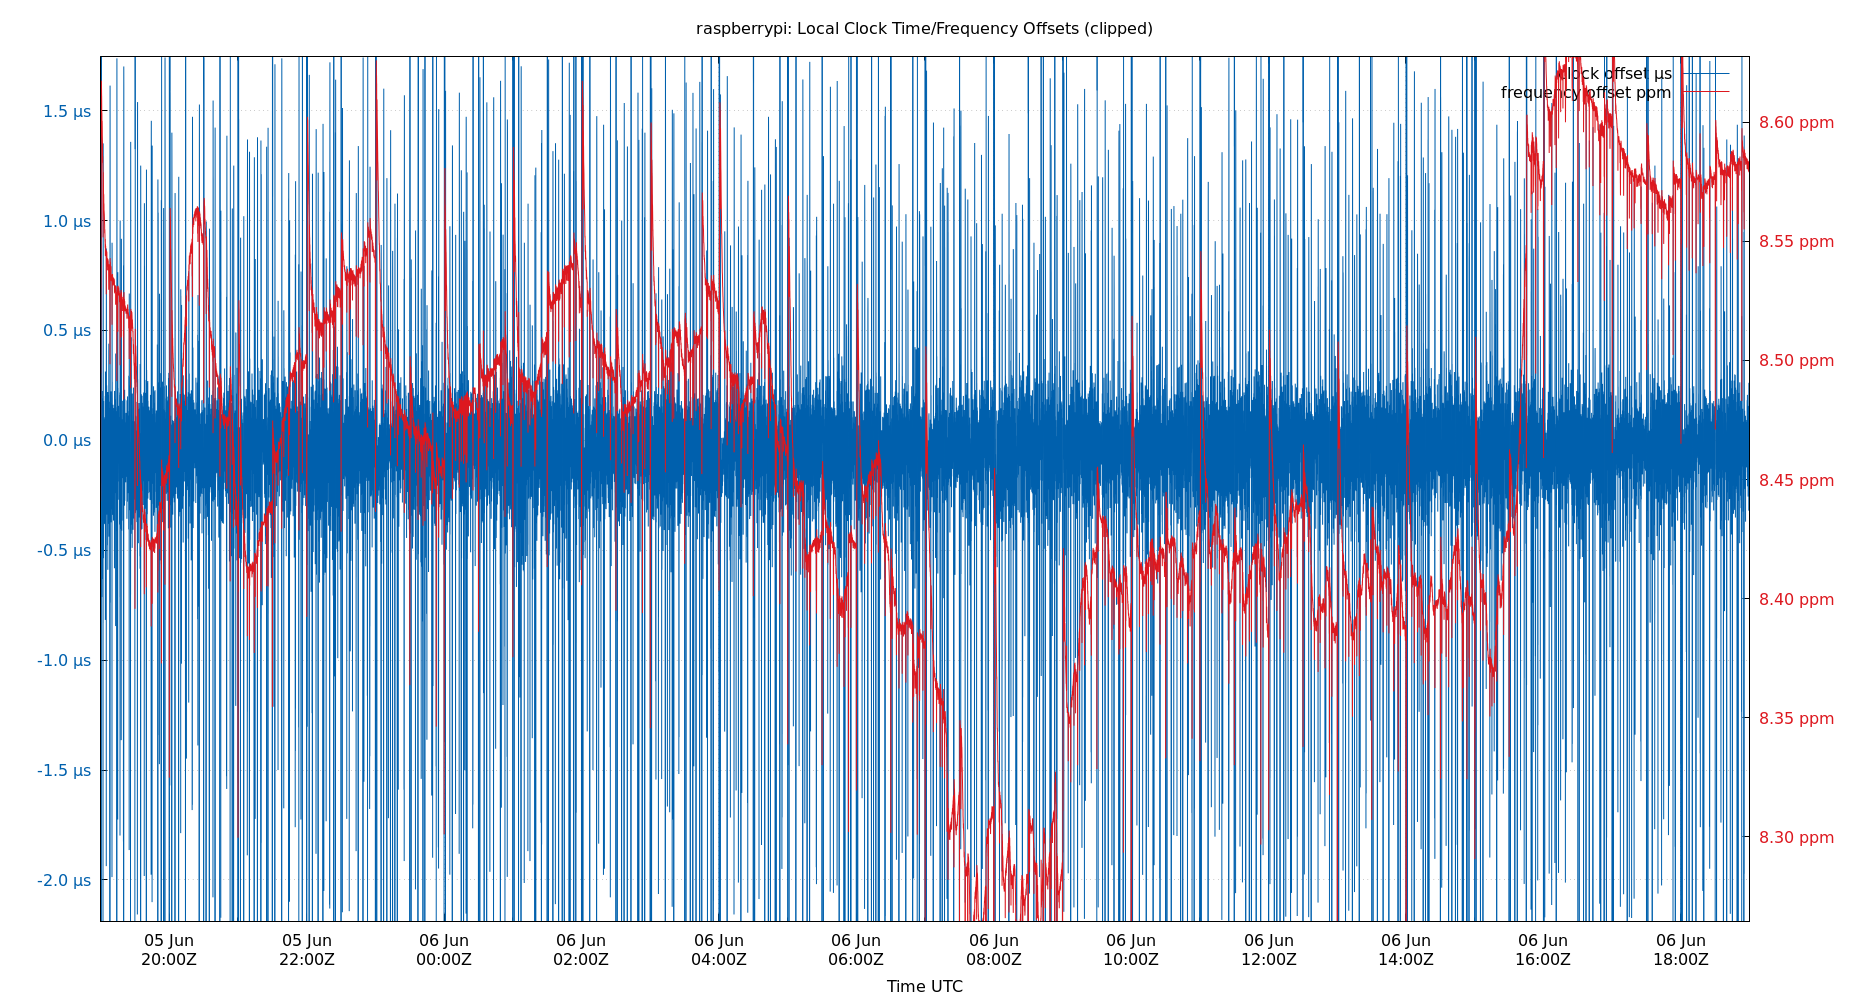 raspberrypi: Local Clock Time/Frequency Offsets (clipped)
clock offset µs
frequency offset ppm
1.5 µs
1.0 µs
0.5 µs
0.0 µs
-0.5 µs
-1.0 µs
-1.5 µs
-2.0 µs
8.60 ppm
8.55 ppm
8.50 ppm
8.45 ppm
8.40 ppm
8.35 ppm
8.30 ppm
05 Jun
20:00Z
05 Jun
22:00Z
06 Jun
00:00Z
06 Jun
02:00Z
06 Jun
04:00Z
06 Jun
06:00Z
06 Jun
08:00Z
06 Jun
10:00Z
06 Jun
12:00Z
06 Jun
14:00Z
06 Jun
16:00Z
06 Jun
18:00Z
Time UTC